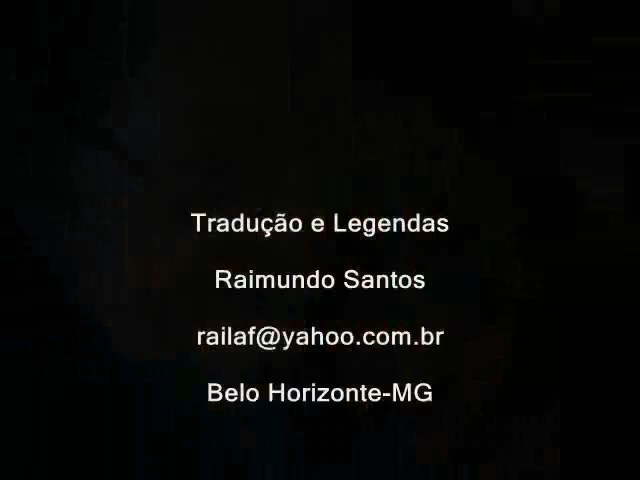 Tradução e Legendas
Raimundo Santos
railaf@yahoo.com.br
Belo Horizonte-MG